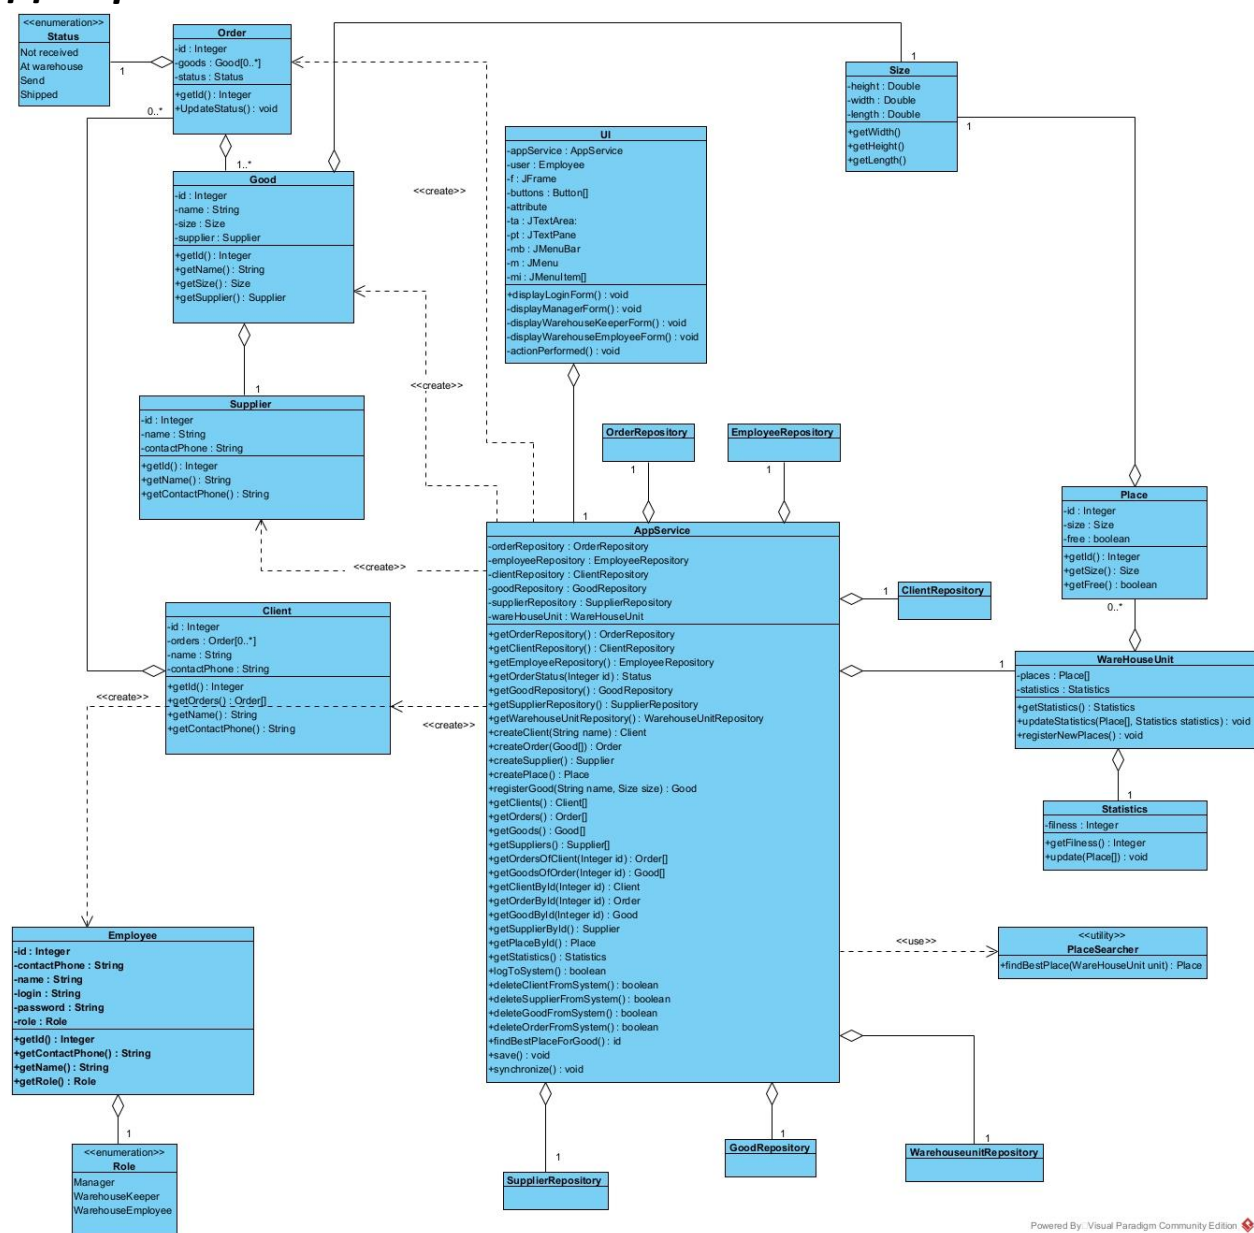 <<enumeration>>
Status
Not received
At warehouse
Send
Shipped
1
Order
-id : Integer
-goods : Good[0..*]
-status : Status
+getId() : Integer
+UpdateStatus() : void
0..*
1..*
Good
-id : Integer
-name : String
-size : Size
-supplier : Supplier
+getId() : Integer
+getName() : String
+getSize() : Size
+getSupplier() : Supplier
1
Supplier
-id : Integer
-name : String
-contactPhone : String
+getId() : Integer
+getName() : String
+getContactPhone() : String
<<create>>
<<create>>
<<create>>
UI
-appService : AppService
-user : Employee
-f : JFrame
-buttons : Button[]
-attribute
-ta : JTextArea:
-pt : JTextPane
-mb : JMenuBar
-m : JMenu
-mi : JMenuItem[]
+displayLoginForm() : void
-displayManagerForm() : void
-displayWarehouseKeeperForm() : void
-displayWarehouseEmployeeForm() : void
-actionPerformed() : void
1
1
Size
-height : Double
-width : Double
-length : Double
+getWidth()
+getHeight()
+getLength()
1
OrderRepository
1
EmployeeRepository
1
Place
-id : Integer
-size : Size
-free : boolean
+getId() : Integer
+getSize() : Size
+getFree() : boolean
0..*
Client
-id : Integer
-orders : Order[0..*]
-name : String
-contactPhone : String
+getId() : Integer
+getOrders() : Order[]
+getName() : String
+getContactPhone() : String
<<create>>
<<create>>
AppService
-orderRepository : OrderRepository
-employeeRepository : EmployeeRepository
-clientRepository : ClientRepository
-goodRepository : GoodRepository
-supplierRepository : SupplierRepository
-wareHouseUnit : WareHouseUnit
+getOrderRepository() : OrderRepository
+getClientRepository() : ClientRepository
+getEmployeeRepository() : EmployeeRepository
+getOrderStatus(Integer id) : Status
+getGoodRepository() : GoodRepository
+getSupplierRepository() : SupplierRepository
+getWarehouseUnitRepository() : WarehouseUnitRepository
+createClient(String name) : Client
+createOrder(Good[]) : Order
+createSupplier() : Supplier
+createPlace() : Place
+registerGood(String name, Size size) : Good
+getClients() : Client[]
+getOrders() : Order[]
+getGoods() : Good[]
+getSuppliers() : Supplier[]
+getOrdersOfClient(Integer id) : Order[]
+getGoodsOfOrder(Integer id) : Good[]
+getClientById(Integer id) : Client
+getOrderById(Integer id) : Order
+getGoodById(Integer id) : Good
+getSupplierById() : Supplier
+getPlaceById() : Place
+getStatistics() : Statistics
+logToSystem() : boolean
+deleteClientFromSystem() : boolean
+deleteSupplierFromSystem() : boolean
+deleteGoodFromSystem() : boolean
+deleteOrderFromSystem() : boolean
+findBestPlaceForGood() : id
+save() : void
+synchronize() : void
1
ClientRepository
1
WareHouseUnit
-places : Place[]
-statistics : Statistics
+getStatistics() : Statistics
+updateStatistics(Place[], Statistics statistics) : void
+registerNewPlaces() : void
1
Statistics
-filness : Integer
+getFilness() : Integer
+update(Place[]) : void
<<use>>
<<utility>>
PlaceSearcher
+findBestPlace(WareHouseUnit unit) : Place
Employee
-id : Integer
-contactPhone : String
-name : String
-login : String
-password : String
-role : Role
+getId() : Integer
+getContactPhone() : String
+getName() : String
+getRole() : Role
1
<<enumeration>>
Role
Manager
WarehouseKeeper
WarehouseEmployee
1
SupplierRepository
1
GoodRepository
1
WarehouseunitRepository
Powered By Visual Paradigm Community Edition